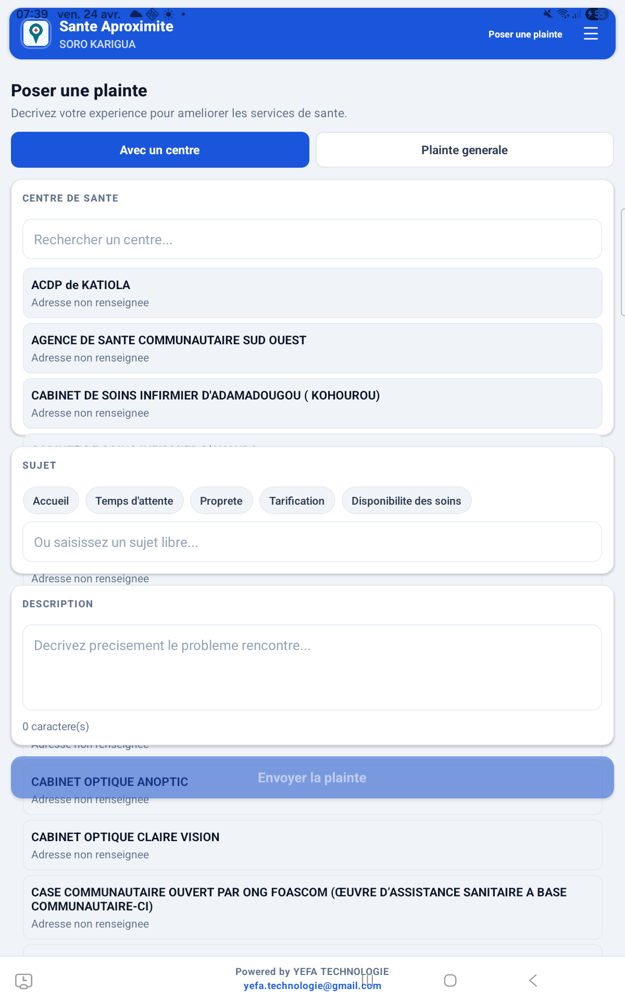 07:39 ven. 24 avr.
55
Sante Aproximite
SORO KARIGUA
Poser une plainte
Poser une plainte
Decrivez votre experience pour ameliorer les services de sante.
Avec un centre
Plainte generale
CENTRE DE SANTE
Rechercher un centre...
ACDP de KATIOLA
Adresse non renseignee
AGENCE DE SANTE COMMUNAUTAIRE SUD OUEST
Adresse non renseignee
CABINET DE SOINS INFIRMIER D'ADAMADOUGOU ( KOHOUROU)
Adresse non renseignee
SUJET
Accueil
Temps d'attente
Proprete
Tarification
Disponibilite des soins
Ou saisissez un sujet libre...
Adresse non renseignee
DESCRIPTION
Decrivez precisement le probleme rencontre...
0 caractere(s)
Adresse non renseignee
Envoyer la plainte
CABINET OPTIQUE ANOPTIC
Adresse non renseignee
CABINET OPTIQUE CLAIRE VISION
Adresse non renseignee
CASE COMMUNAUTAIRE OUVERT PAR ONG FOASCOM (ŒUVRE D’ASSISTANCE SANITAIRE A BASE
COMMUNAUTAIRE-CI)
Adresse non renseignee
Powered by YEFA TECHNOLOGIE
yefa.technologie@gmail.com